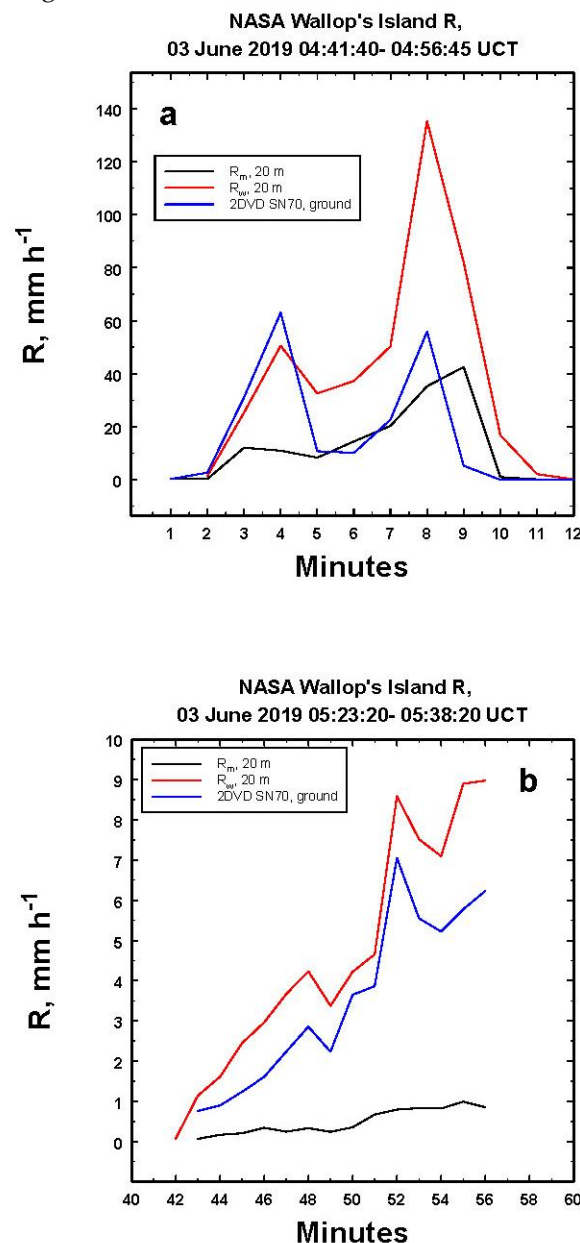 NASA Wallop's Island R,
03 June 2019 04:41:40- 04:56:45 UCT
a
R_m, 20 m
R_w, 20 m
2DVD SN70, ground
R, mm h^-1
140
120
100
80
60
40
20
0
1 2 3 4 5 6 7 8 9 10 11 12
Minutes
NASA Wallop's Island R,
03 June 2019 05:23:20- 05:38:20 UCT
b
R_m, 20 m
R_w, 20 m
2DVD SN70, ground
R, mm h^-1
10
9
8
7
6
5
4
3
2
1
0
40 42 44 46 48 50 52 54 56 58 60
Minutes